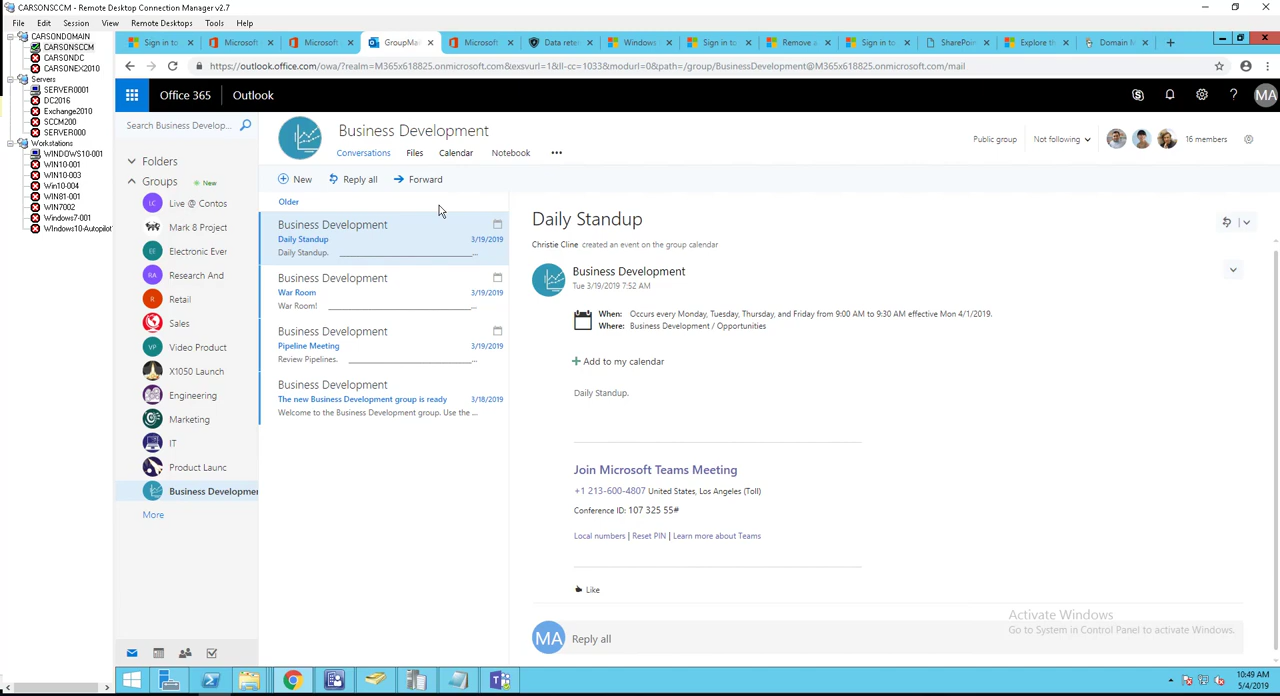 CARSONSCCM - Remote Desktop Connection Manager v2.7
File Edit Session View Remote Desktops Tools Help
CARSONDOMAIN
CARSONSCCM
CARSONDC
CARSONEX2010
Servers
SERVER0001
DC2016
Exchange2010
SCCM200
SERVER000
Workstations
WINDOWS10-001
WIN10-001
WIN10-003
Win10-004
WIN81-001
WIN7002
Windows7-001
Windows10-Autopilot
Sign in to Microsoft Microsoft GroupMa Microsoft Data rete Windows Sign in to Remove a Sign in to SharePoi Explore th Domain M
https://outlook.office.com/owa/?realm=M365x618825.onmicrosoft.com&exsvurl=1&ll-cc=1033&modurl=0&path=/group/BusinessDevelopment@M365x618825.onmicrosoft.com/mail
Office 365 Outlook MA
Search Business Develop...
Folders
Groups New
LC Live @ Contos
Mark 8 Project
EE Electronic Ever
RA Research And
R Retail
Sales
VP Video Product
X1050 Launch
Engineering
Marketing
IT
Product Launc
Business Developme
More
Business Development
Conversations Files Calendar Notebook
Public group Not following 16 members
New Reply all Forward
Older
Business Development
Daily Standup 3/19/2019
Daily Standup. ...
Business Development
War Room 3/19/2019
War Room! ...
Business Development
Pipeline Meeting 3/19/2019
Review Pipelines. ...
Business Development
The new Business Development group is ready 3/18/2019
Welcome to the Business Development group. Use the ...
Daily Standup
Christie Cline created an event on the group calendar
Business Development
Tue 3/19/2019 7:52 AM
When: Occurs every Monday, Tuesday, Thursday, and Friday from 9:00 AM to 9:30 AM effective Mon 4/1/2019.
Where: Business Development / Opportunities
Add to my calendar
Daily Standup.
Join Microsoft Teams Meeting
+1 213-600-4807 United States, Los Angeles (Toll)
Conference ID: 107 325 55#
Local numbers | Reset PIN | Learn more about Teams
Like
MA Reply all
Activate Windows
Go to System in Control Panel to activate Windows.
10:49 AM
5/4/2019